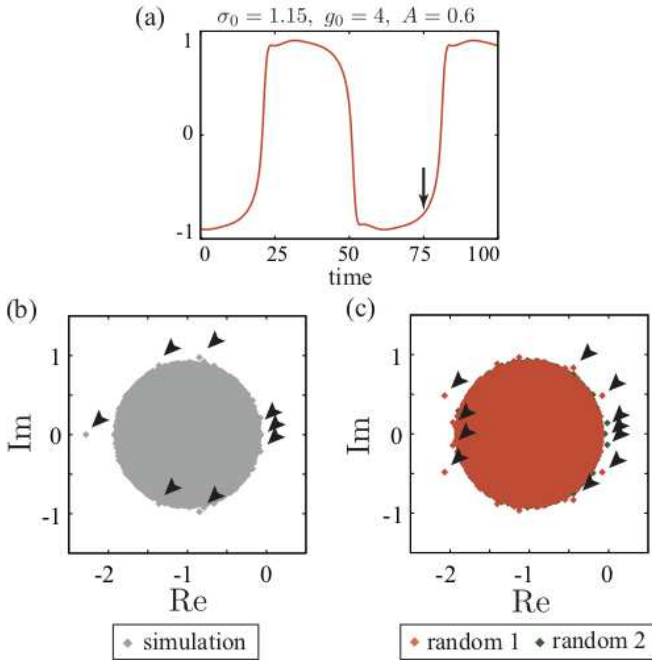 (a)
σ₀ = 1.15, g₀ = 4, A = 0.6
1
0
-1
0 25 50 75 100
time
(b)
1
0
-1
Im
-2 -1 0
Re
simulation
(c)
1
0
-1
Im
-2 -1 0
Re
random 1 random 2